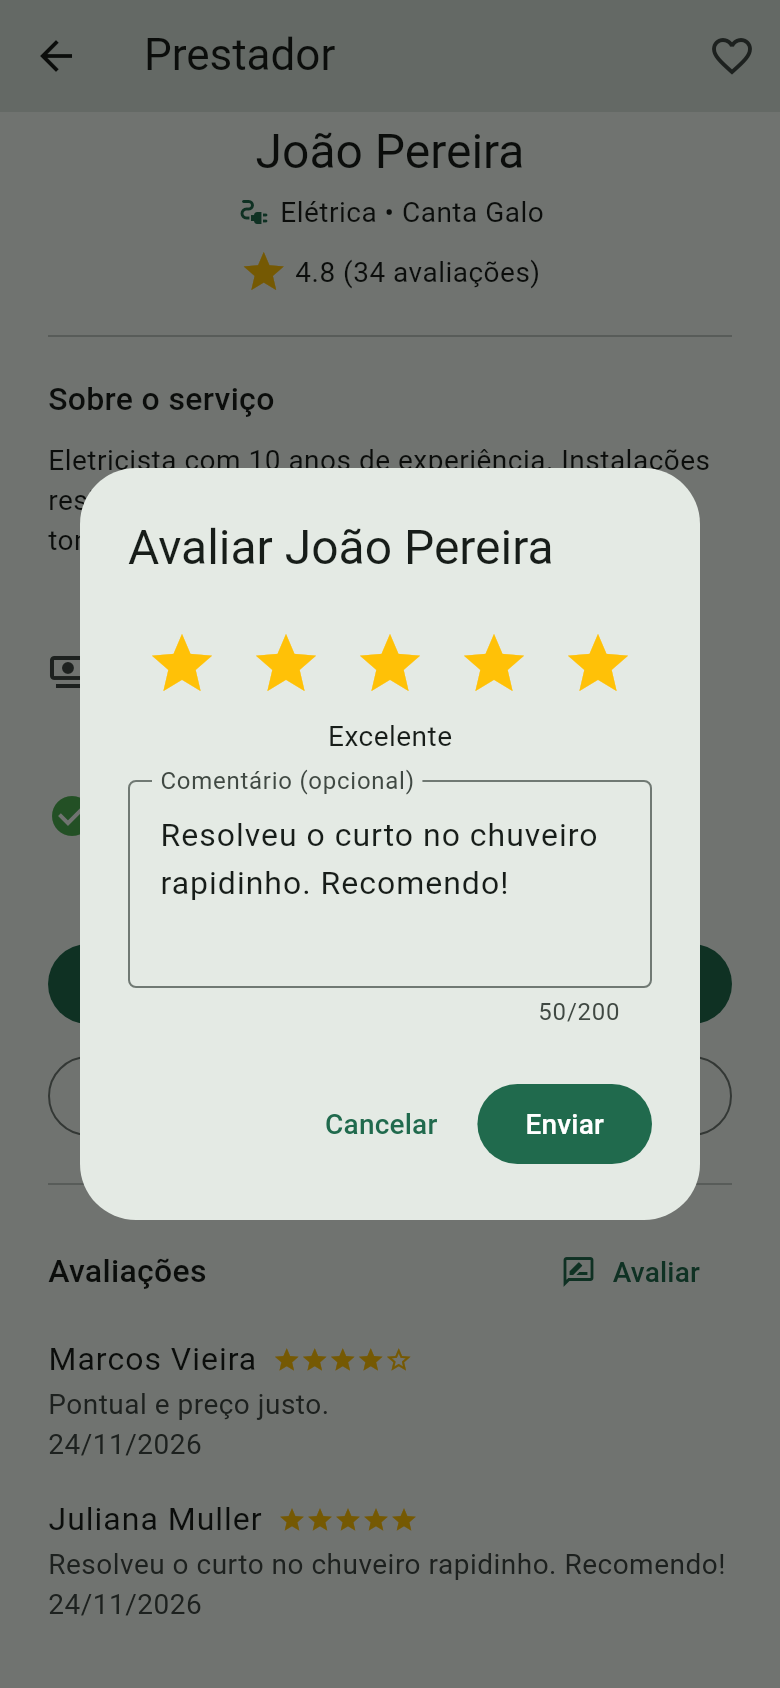 Prestador
João Pereira
Elétrica • Canta Galo
4.8 (34 avaliações)
Sobre o serviço
Eletricista com 10 anos de experiência. Instalações
Avaliar João Pereira
Excelente
Comentário (opcional)
Resolveu o curto no chuveiro
rapidinho. Recomendo!
50/200
Cancelar
Enviar
Avaliações
Avaliar
Marcos Vieira
Pontual e preço justo.
24/11/2026
Juliana Muller
Resolveu o curto no chuveiro rapidinho. Recomendo!
24/11/2026